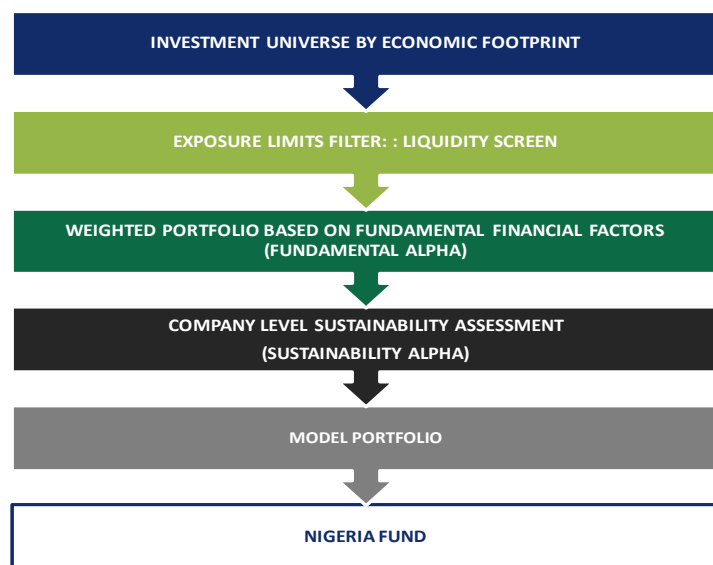 INVESTMENT UNIVERSE BY ECONOMIC FOOTPRINT
EXPOSURE LIMITS FILTER: : LIQUIDITY SCREEN
WEIGHTED PORTFOLIO BASED ON FUNDAMENTAL FINANCIAL FACTORS
(FUNDAMENTAL ALPHA)
COMPANY LEVEL SUSTAINABILITY ASSESSMENT
(SUSTAINABILITY ALPHA)
MODEL PORTFOLIO
NIGERIA FUND